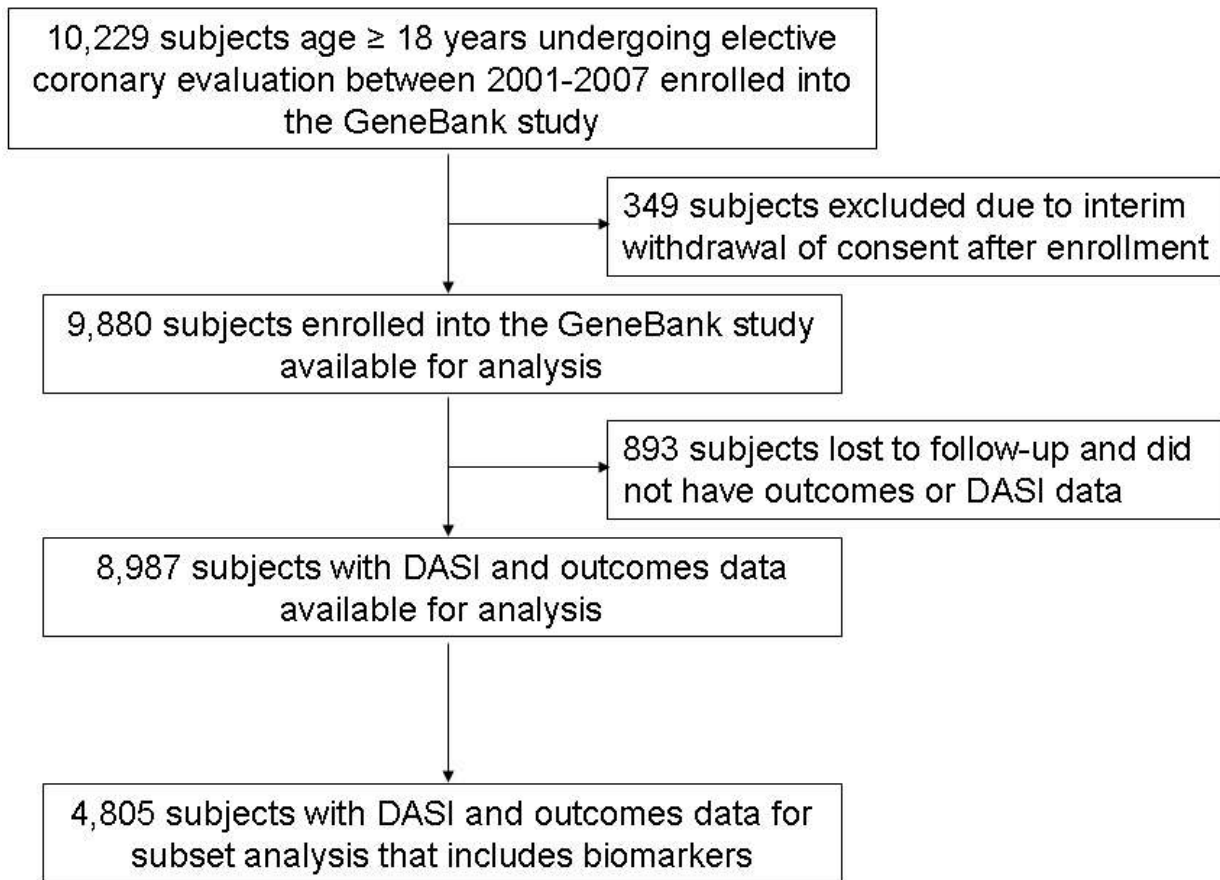 10,229 subjects age ≥ 18 years undergoing elective
coronary evaluation between 2001-2007 enrolled into
the GeneBank study
349 subjects excluded due to interim
withdrawal of consent after enrollment
9,880 subjects enrolled into the GeneBank study
available for analysis
893 subjects lost to follow-up and did
not have outcomes or DASI data
8,987 subjects with DASI and outcomes data
available for analysis
4,805 subjects with DASI and outcomes data for
subset analysis that includes biomarkers